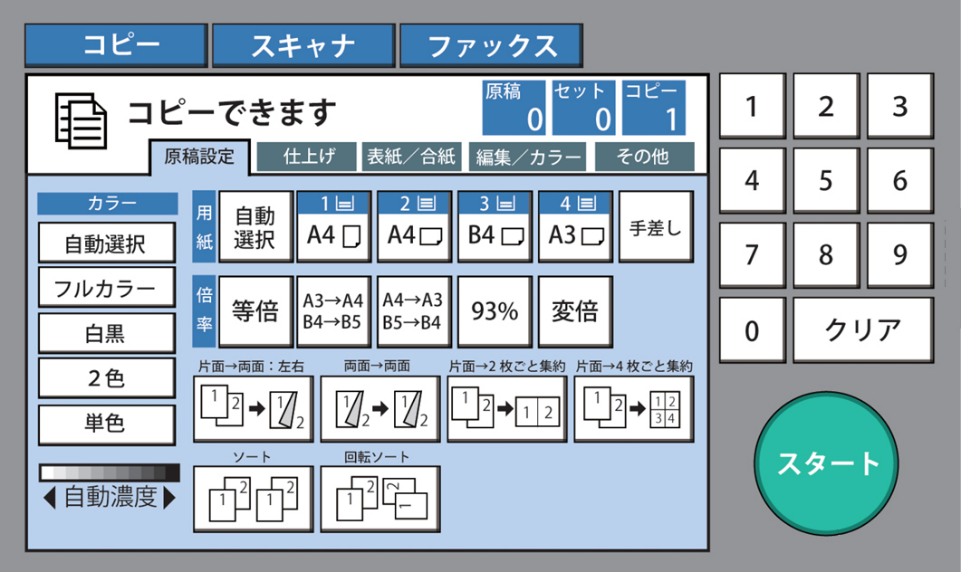 コピー
スキャナ
ファックス
コピーできます
原稿
0
セット
0
コピー
1
原稿設定
仕上げ
表紙／合紙
編集／カラー
その他
カラー
自動選択
フルカラー
白黒
2色
単色
自動濃度
用紙
自動
選択
1
A4
2
A4
3
B4
4
A3
手差し
倍率
等倍
A3→A4
B4→B5
A4→A3
B5→B4
93%
変倍
片面→両面：左右
1 2 1 2
両面→両面
1 2 1 2
片面→2 枚ごと集約
1 2 1 2
片面→4 枚ごと集約
1 2 1 2
3 4
ソート
1 2 1 2
回転ソート
1 2 2 1
1 2 3
4 5 6
7 8 9
0 クリア
スタート